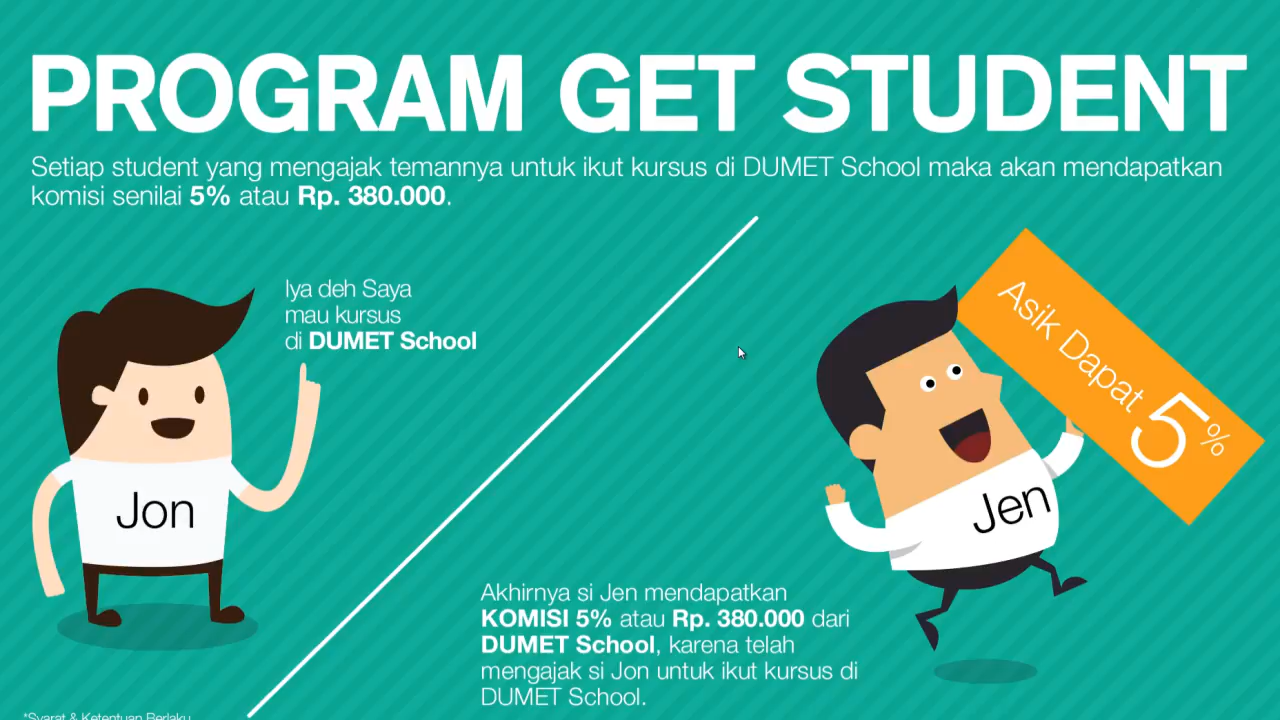 PROGRAM GET STUDENT
Setiap student yang mengajak temannya untuk ikut kursus di DUMET School maka akan mendapatkan
komisi senilai 5% atau Rp. 380.000.
Iya deh Saya
mau kursus
di DUMET School
Jon
Asik Dapat 5%
Jen
Akhirnya si Jen mendapatkan
KOMISI 5% atau Rp. 380.000 dari
DUMET School, karena telah
mengajak si Jon untuk ikut kursus di
DUMET School.
*Syarat & Ketentuan Berlaku